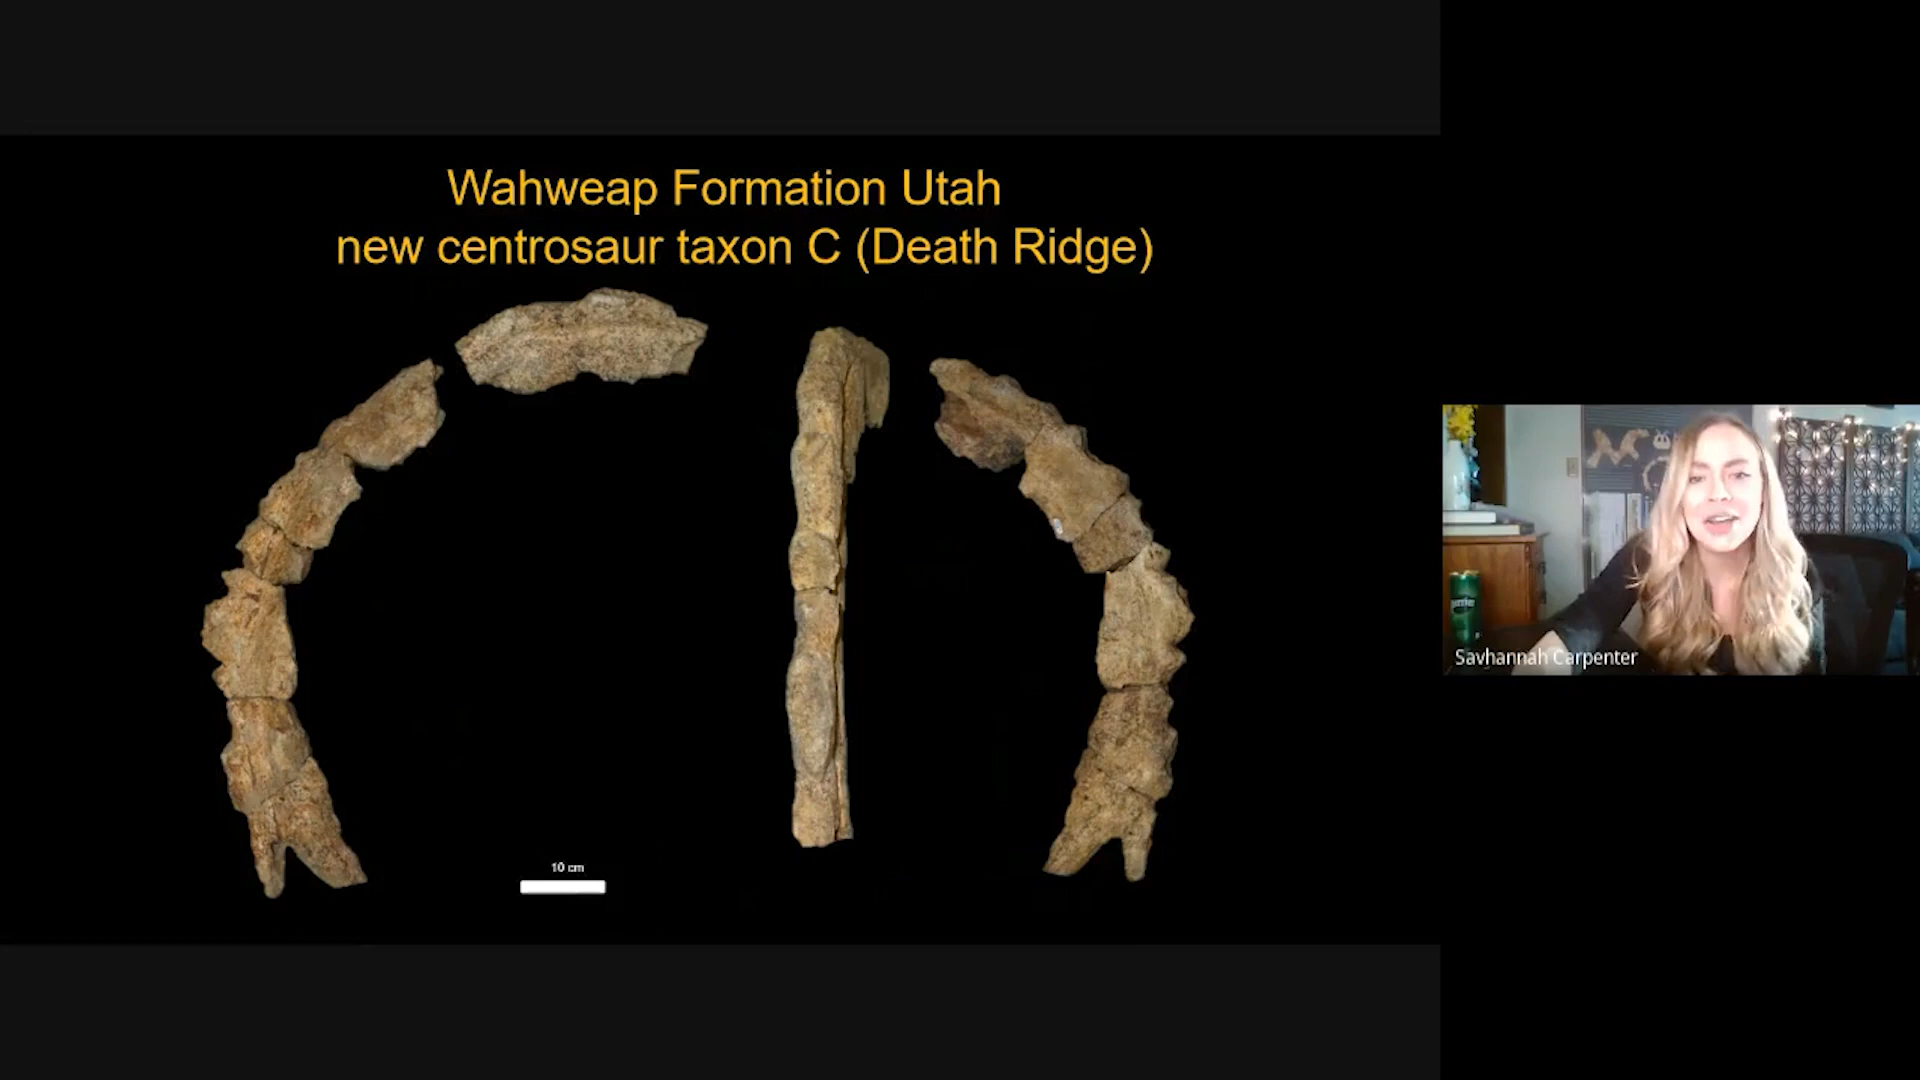 Wahweap Formation Utah
new centrosaur taxon C (Death Ridge)
10 cm
Savhannah Carpenter